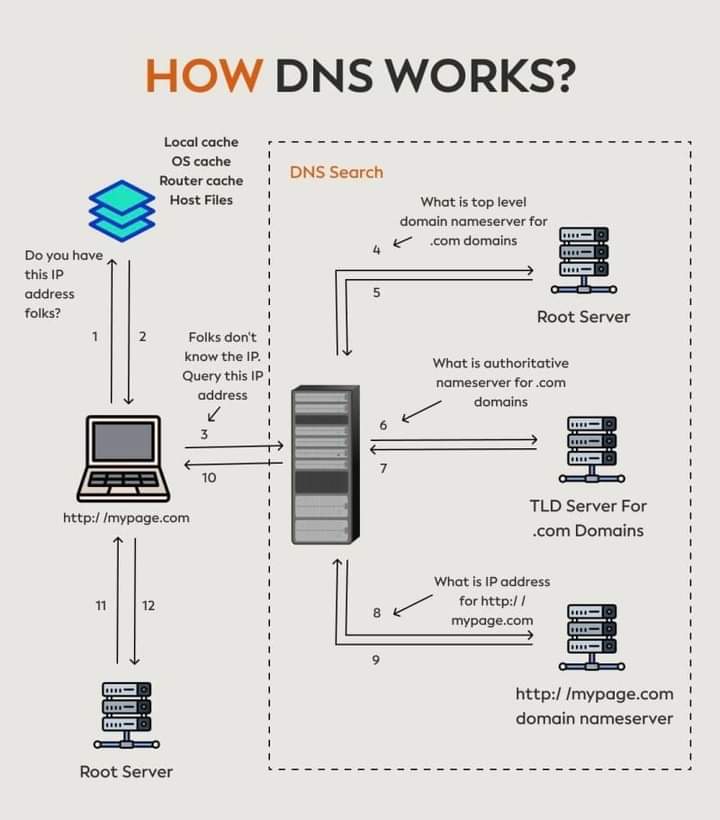 HOW DNS WORKS?
Local cache
OS cache
Router cache
Host Files
Do you have
this IP
address
folks?
1
2
Folks don't
know the IP.
Query this IP
address
3
10
http:/ /mypage.com
11
12
Root Server
DNS Search
What is top level
domain nameserver for
.com domains
4
5
Root Server
What is authoritative
nameserver for .com
domains
6
7
TLD Server For
.com Domains
What is IP address
for http:/ /
mypage.com
8
9
http:/ /mypage.com
domain nameserver